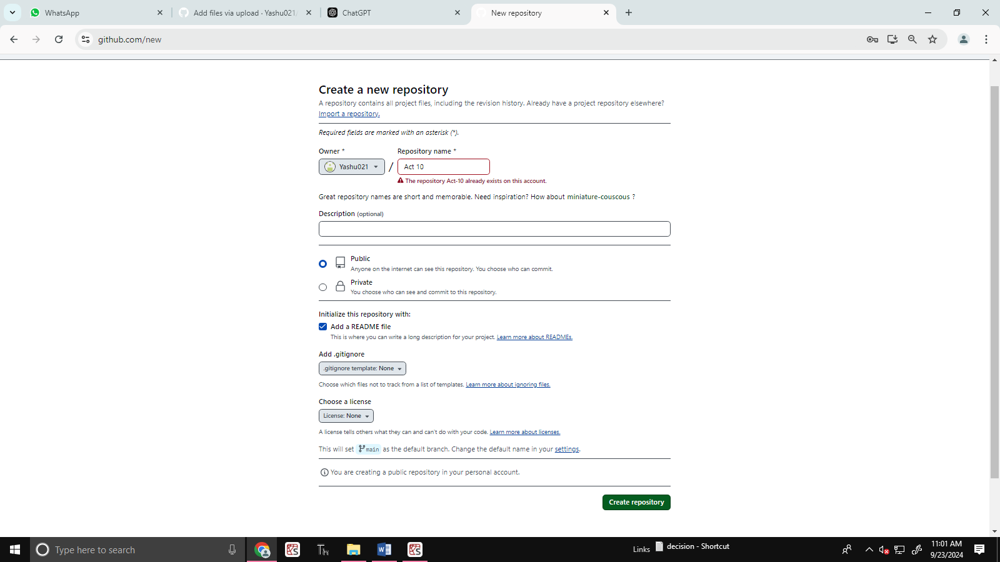 WhatsApp
Add files via upload · Yashu021/
ChatGPT
New repository
github.com/new
Create a new repository
A repository contains all project files, including the revision history. Already have a project repository elsewhere?
Import a repository.
Required fields are marked with an asterisk (*).
Owner *
Repository name *
Yashu021
/
Act 10
The repository Act-10 already exists on this account.
Great repository names are short and memorable. Need inspiration? How about miniature-couscous ?
Description (optional)
Public
Anyone on the internet can see this repository. You choose who can commit.
Private
You choose who can see and commit to this repository.
Initialize this repository with:
Add a README file
This is where you can write a long description for your project. Learn more about READMEs.
Add .gitignore
.gitignore template: None
Choose which files not to track from a list of templates. Learn more about ignoring files.
Choose a license
License: None
A license tells others what they can and can't do with your code. Learn more about licenses.
This will set main as the default branch. Change the default name in your settings.
You are creating a public repository in your personal account.
Create repository
Type here to search
Links
decision - Shortcut
11:01 AM
9/23/2024